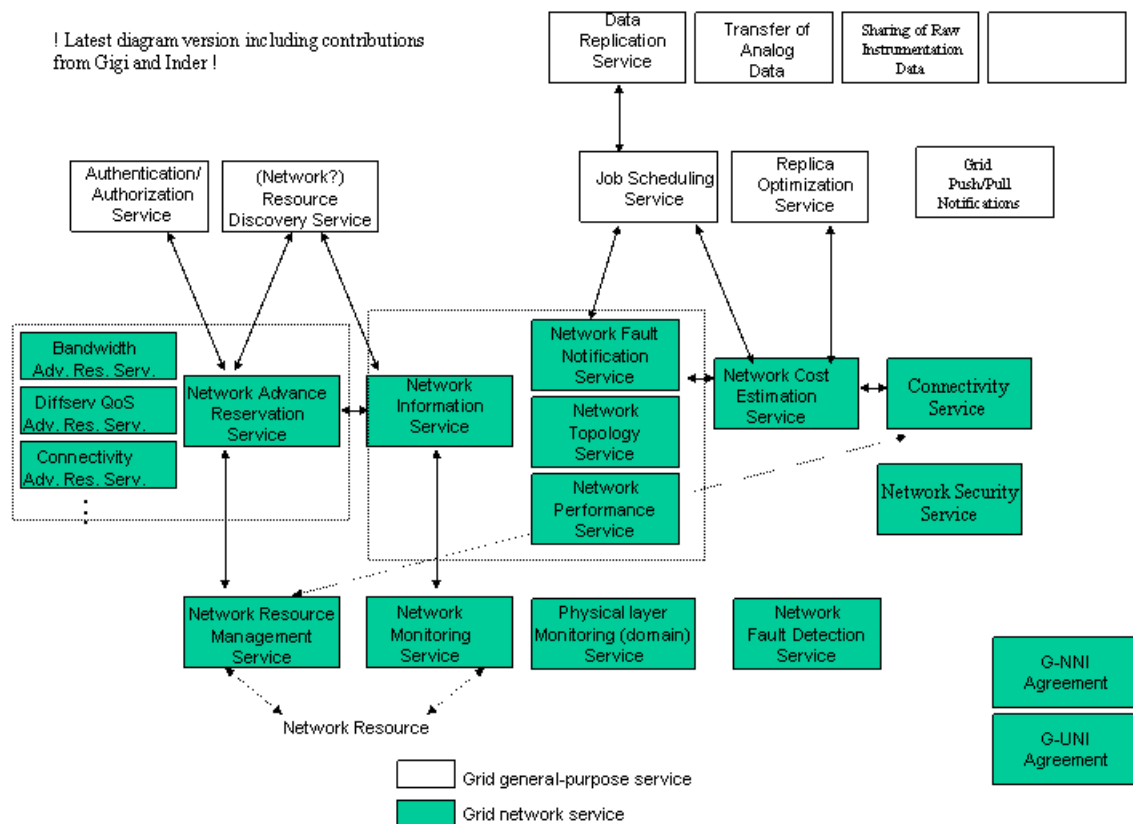 ! Latest diagram version including contributions
from Gigi and Inder !
Data
Replication
Service
Transfer of
Analog
Data
Sharing of Raw
Instrumentation
Data
Authentication/
Authorization
Service
(Network?)
Resource
Discovery Service
Job Scheduling
Service
Replica
Optimization
Service
Grid
Push/Pull
Notifications
Bandwidth
Adv. Res. Serv.
Diffserv QoS
Adv. Res. Serv.
Connectivity
Adv. Res. Serv.
Network Advance
Reservation
Service
Network
Information
Service
Network Fault
Notification
Service
Network
Topology
Service
Network
Performance
Service
Network Cost
Estimation
Service
Connectivity
Service
Network Security
Service
Network Resource
Management
Service
Network
Monitoring
Service
Physical layer
Monitoring (domain)
Service
Network
Fault Detection
Service
G-NNI
Agreement
G-UNI
Agreement
Network Resource
Grid general-purpose service
Grid network service